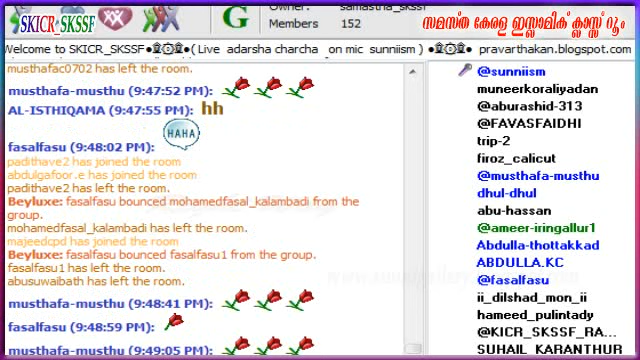 SKICR_SKSSF
G
Owner: samastha_skssf
Members 152
സമസ്ത കേരള ഇസ്ലാമിക് ക്ലാസ്സ് റൂം
Welcome to SKICR_SKSSF ( Live adarsha charcha on mic sunniism ) pravarthakan.blogspot.com
musthafac0702 has left the room.
musthafa-musthu (9:47:52 PM):
AL-ISTHIQAMA (9:47:55 PM): hh
HAHA
fasalfasu (9:48:02 PM):
padithave2 has joined the room
abdulgafoor.e has joined the room
padithave2 has left the room.
Beyluxe: fasalfasu bounced mohamedfasal_kalambadi from the
group.
mohamedfasal_kalambadi has left the room.
majeedcpd has joined the room
Beyluxe: fasalfasu bounced fasalfasu1 from the group.
fasalfasu1 has left the room.
abusuwaibath has left the room.
musthafa-musthu (9:48:41 PM):
fasalfasu (9:48:59 PM):
musthafa-musthu (9:49:05 PM):
@sunniism
muneerkoraliyadan
@aburashid-313
@FAVASFAIDHI
trip-2
firoz_calicut
@musthafa-musthu
dhul-dhul
abu-hassan
@ameer-iringallur1
Abdulla-thottakkad
ABDULLA.KC
@fasalfasu
ii_dilshad_mon_ii
hameed_pulintady
@KICR_SKSSF_RA...
SUHAIL_KARANTHUR